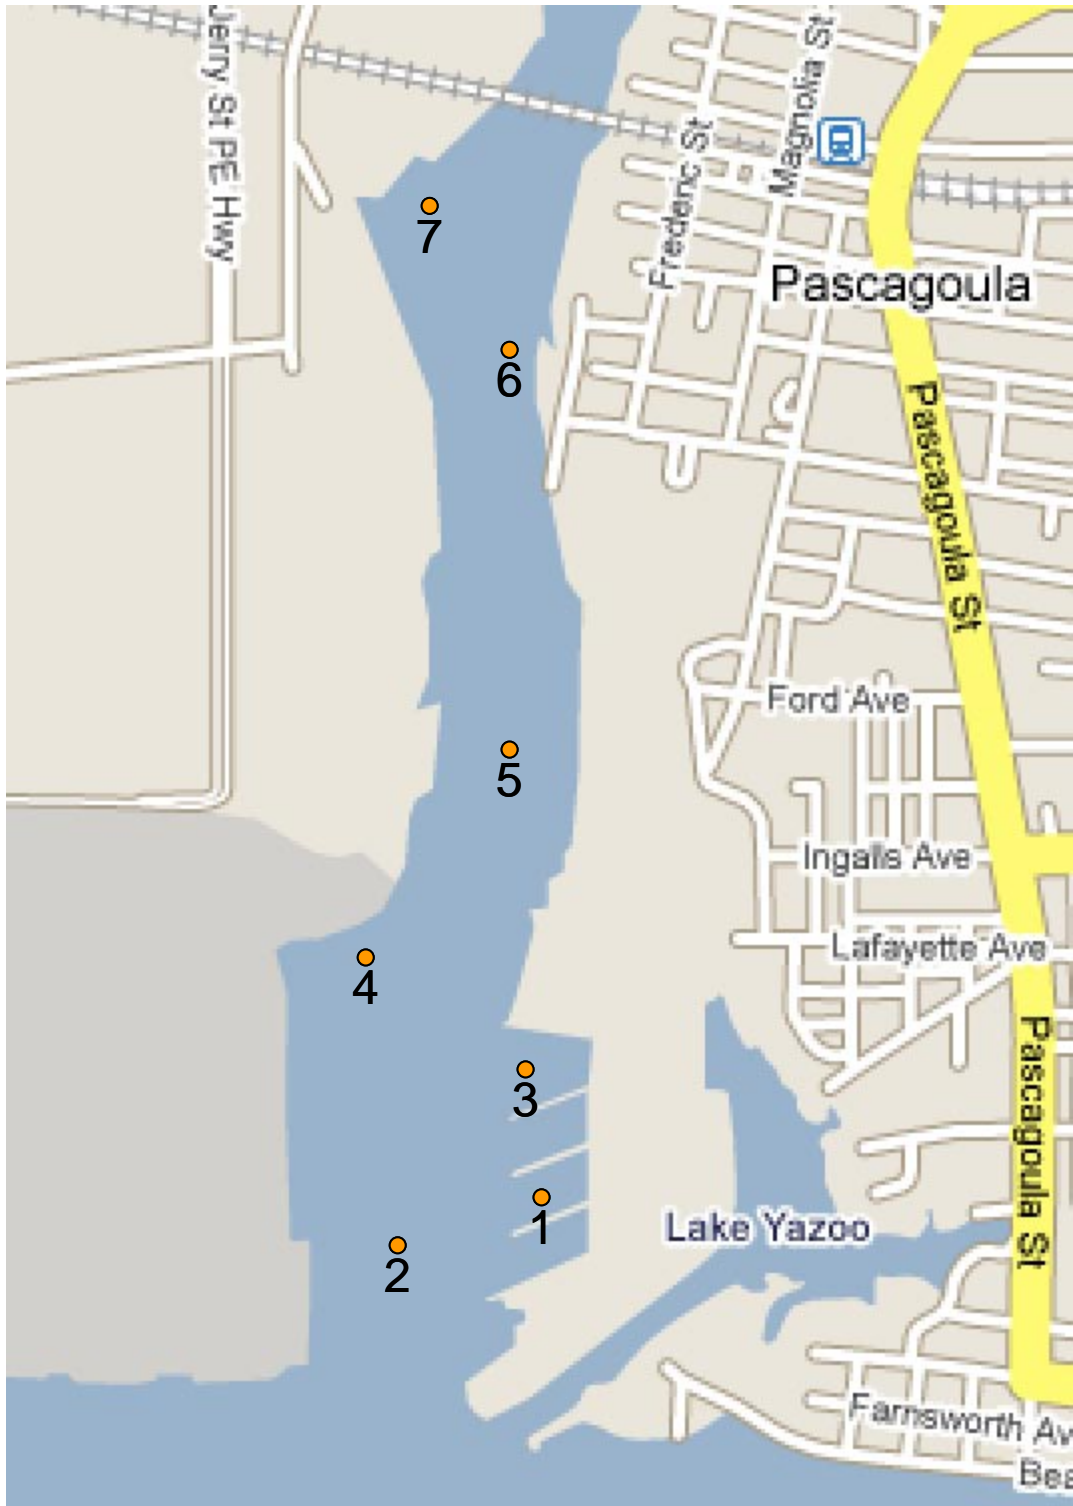 Jerry St PE Hwy
Magnolia St
Frederic St
7
Pascagoula
6
Pascagoula St
Ford Ave
5
Ingalls Ave
Lafayette Ave
4
3
Pascagoula St
1
Lake Yazoo
2
Farnsworth Av
Bea